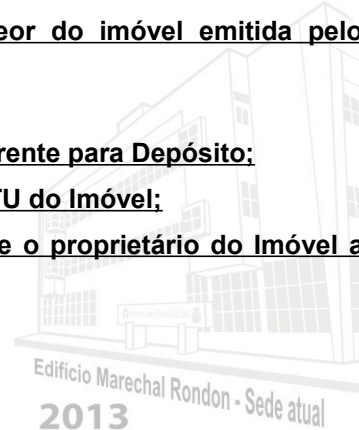 eor do imóvel emitida pelo
rente para Depósito;
TU do Imóvel;
e o proprietário do Imóvel a
Edifício Marechal Rondon - Sede atual
2013